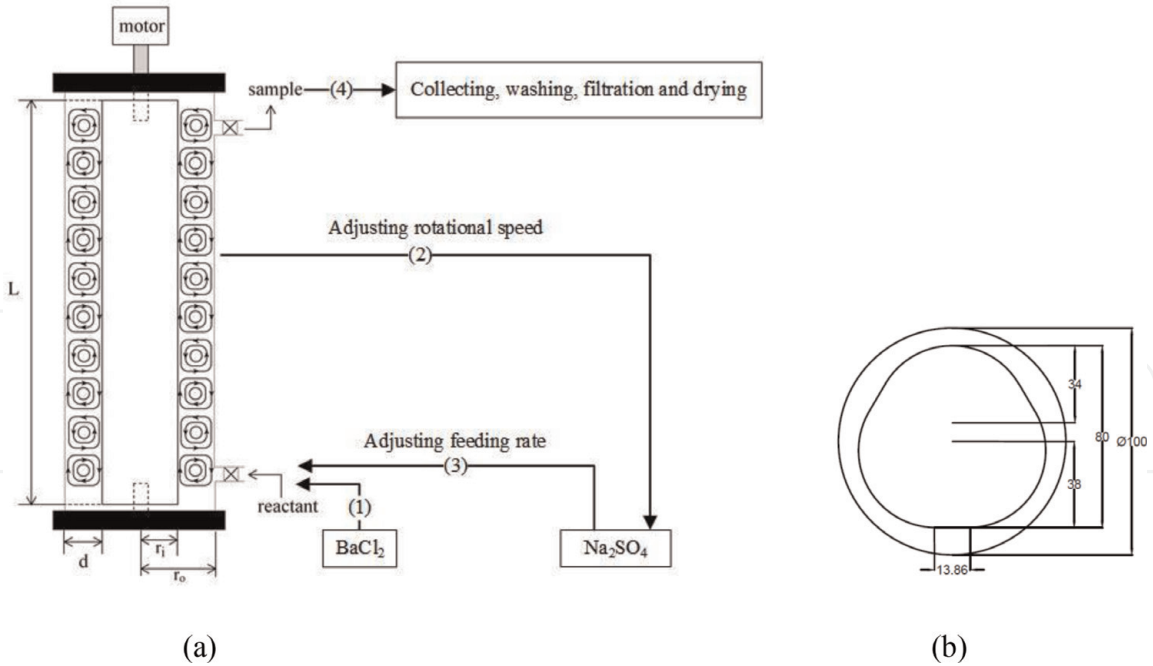 motor
sample
(4)
Collecting, washing, filtration and drying
Adjusting rotational speed
(2)
L
Adjusting feeding rate
(3)
reactant
(1)
BaCl₂
Na₂SO₄
d
rᵢ
rₒ
34
80
Ø100
38
13.86
(a)
(b)